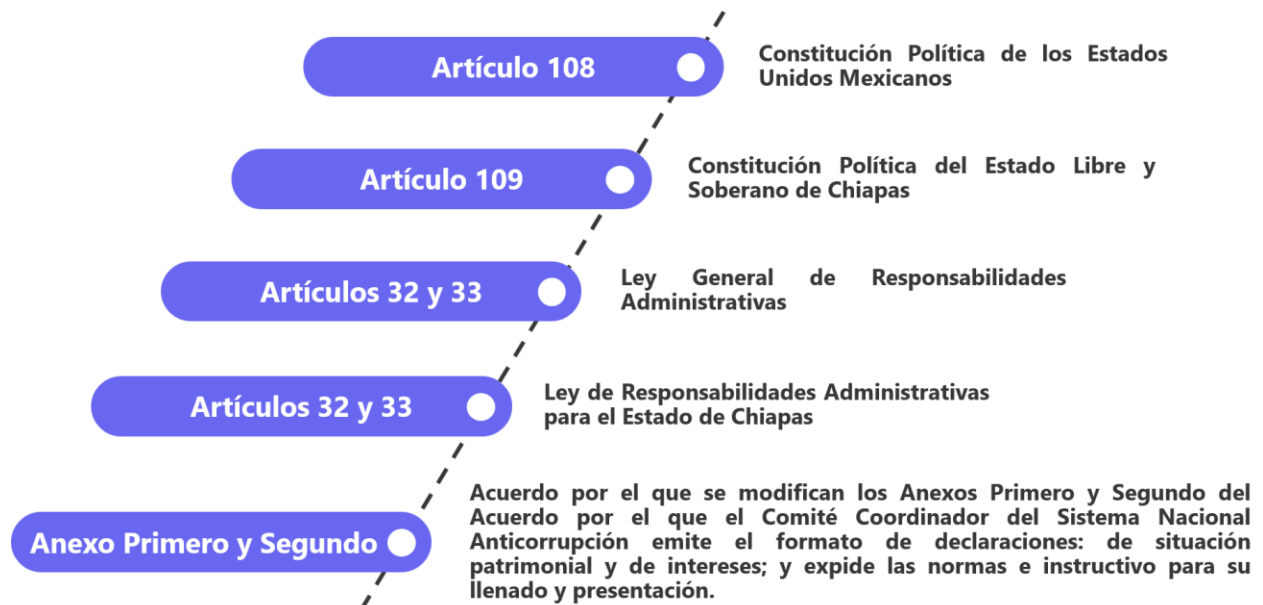 Artículo 108
Constitución Política de los Estados
Unidos Mexicanos
Artículo 109
Constitución Política del Estado Libre y
Soberano de Chiapas
Artículos 32 y 33
Ley General de Responsabilidades
Administrativas
Artículos 32 y 33
Ley de Responsabilidades Administrativas
para el Estado de Chiapas
Anexo Primero y Segundo
Acuerdo por el que se modifican los Anexos Primero y Segundo del
Acuerdo por el que el Comité Coordinador del Sistema Nacional
Anticorrupción emite el formato de declaraciones: de situación
patrimonial y de intereses; y expide las normas e instructivo para su
llenado y presentación.